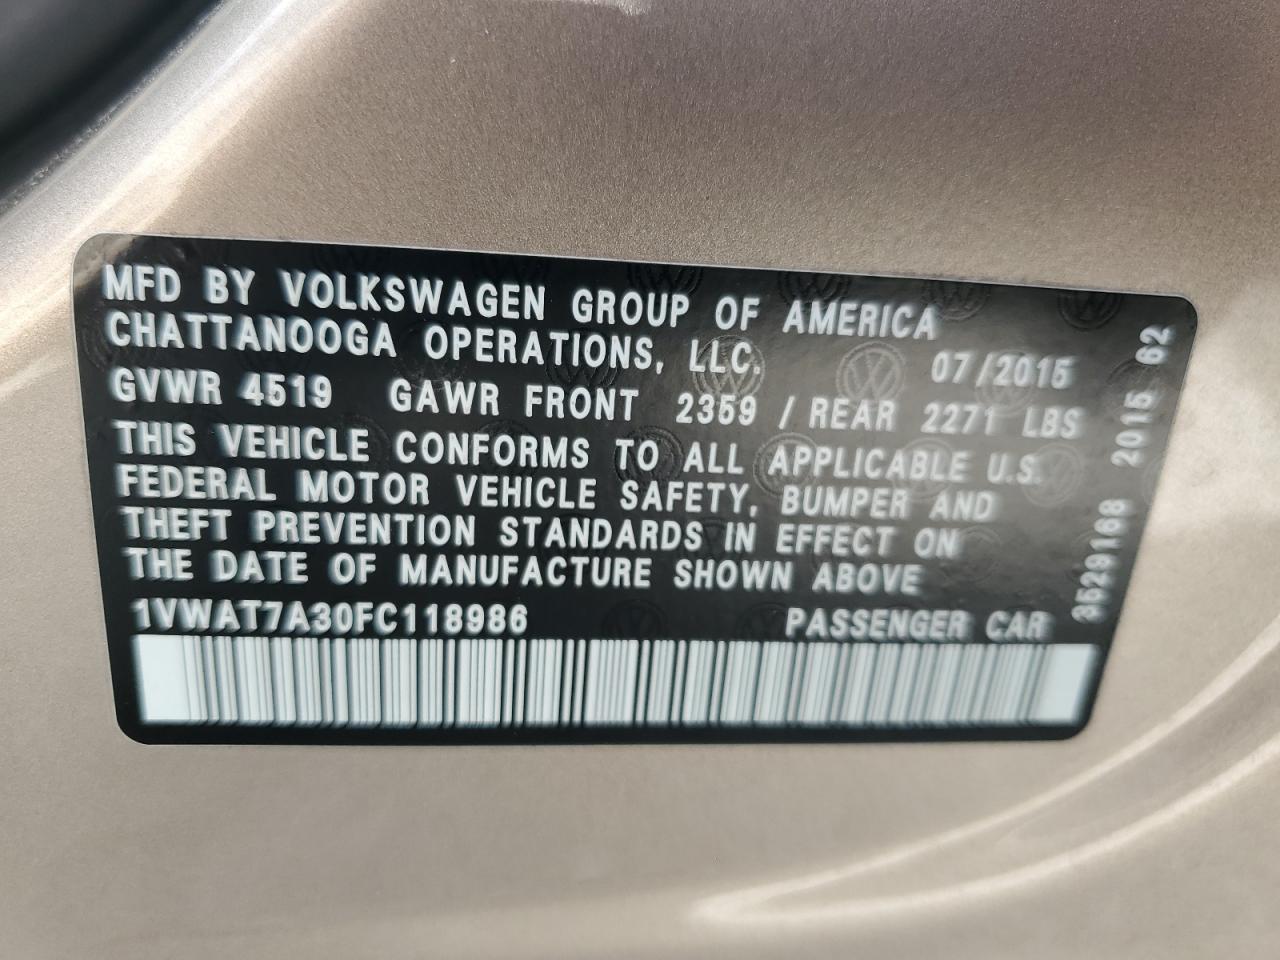 MFD BY VOLKSWAGEN GROUP OF AMERICA
CHATTANOOGA OPERATIONS, LLC.
07/2015
GVWR 4519 GAWR FRONT 2359 / REAR 2271 LBS
THIS VEHICLE CONFORMS TO ALL APPLICABLE U.S.
FEDERAL MOTOR VEHICLE SAFETY, BUMPER AND
THEFT PREVENTION STANDARDS IN EFFECT ON
THE DATE OF MANUFACTURE SHOWN ABOVE
1VWAT7A30FC118986 PASSENGER CAR
3529168 2015 62